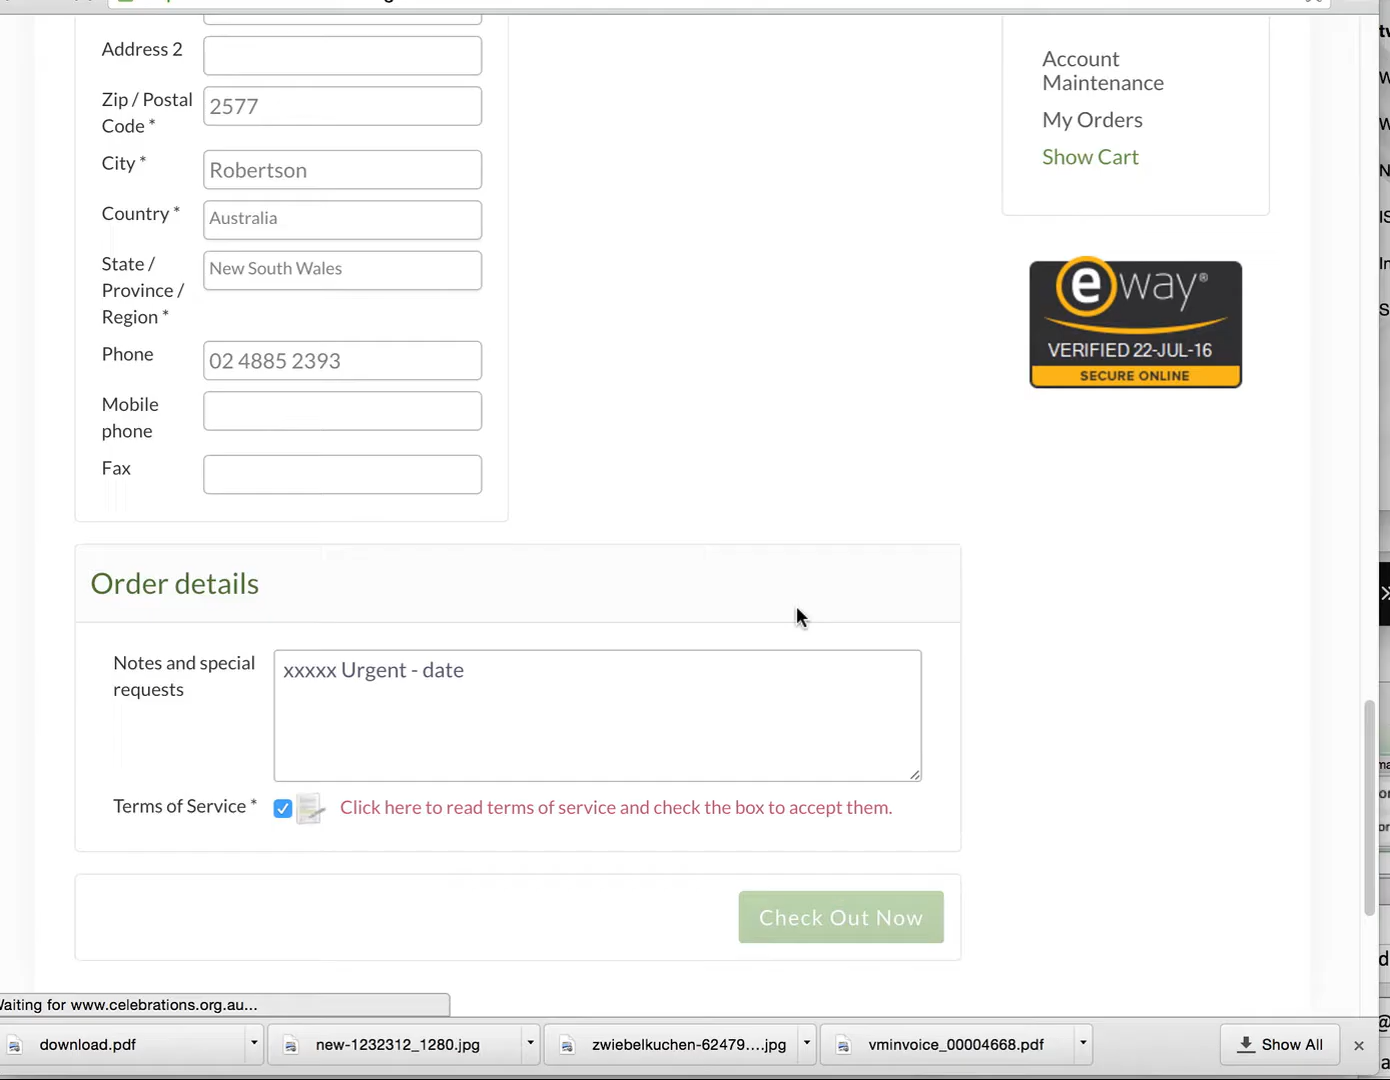 Address 2
Zip / Postal
Code *
2577
City *
Robertson
Country *
Australia
State /
Province /
Region *
New South Wales
Phone
02 4885 2393
Mobile
phone
Fax
Account
Maintenance
My Orders
Show Cart
eway®
VERIFIED 22-JUL-16
SECURE ONLINE
Order details
Notes and special
requests
xxxxx Urgent - date
Terms of Service *
Click here to read terms of service and check the box to accept them.
Check Out Now
Waiting for www.celebrations.org.au...
download.pdf
new-1232312_1280.jpg
zwiebelkuchen-62479....jpg
vminvoice_00004668.pdf
Show All